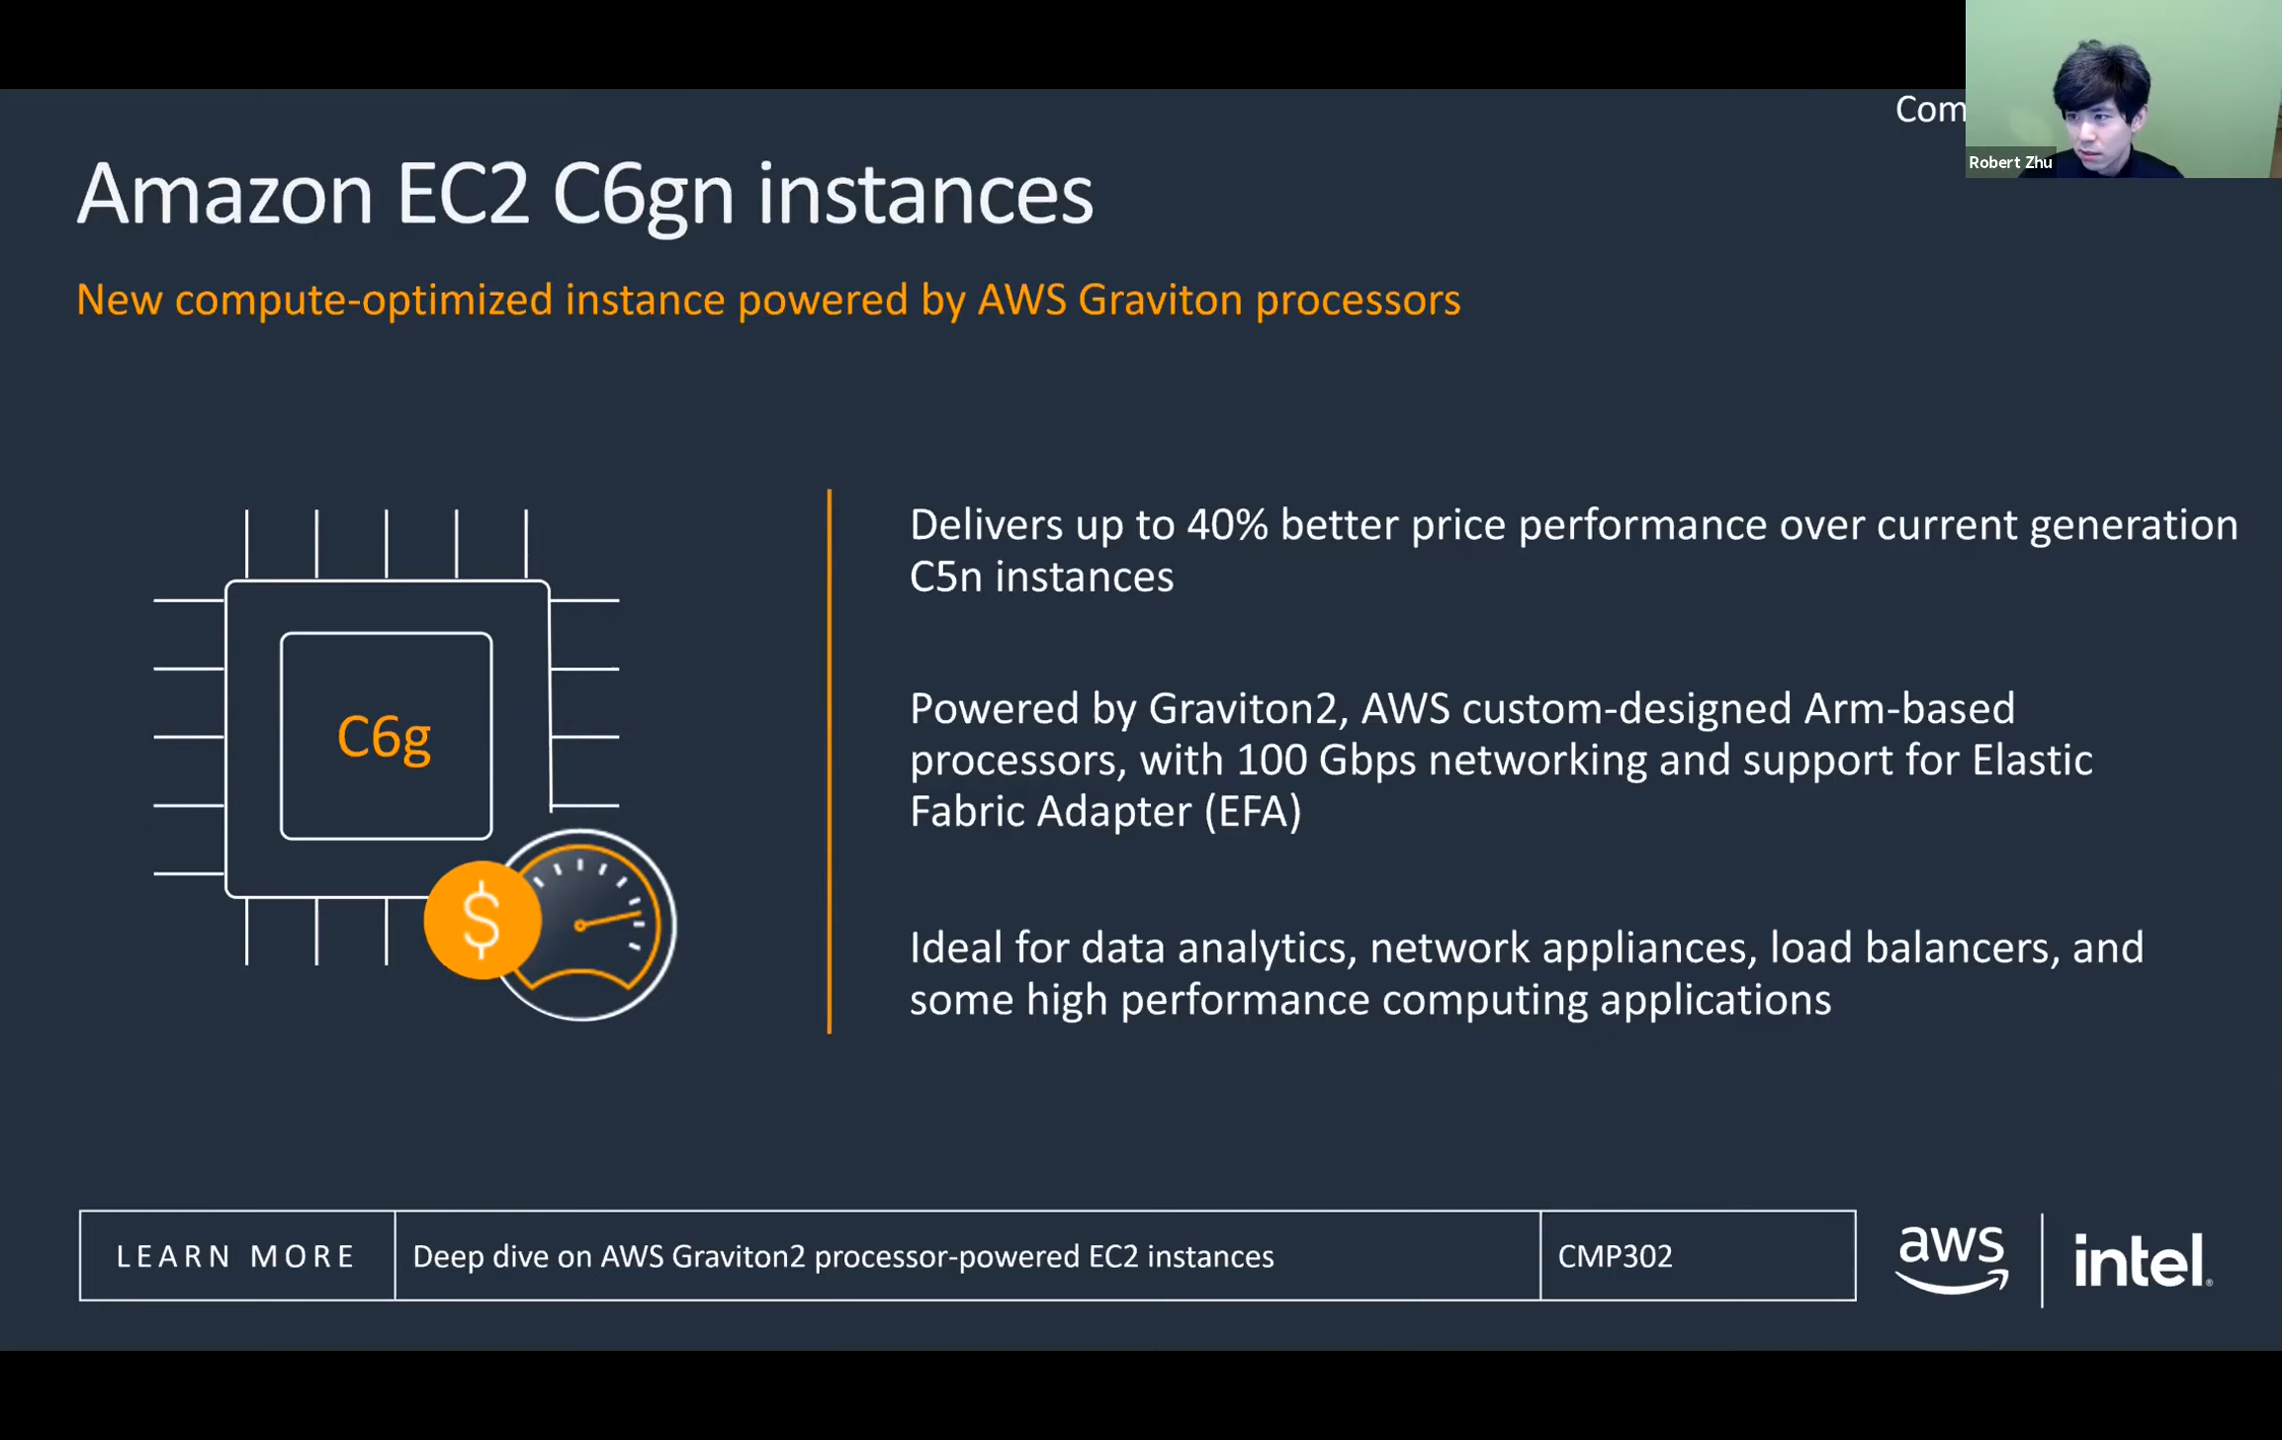 Com
Robert Zhu
Amazon EC2 C6gn instances
New compute-optimized instance powered by AWS Graviton processors
C6g
$
Delivers up to 40% better price performance over current generation
C5n instances
Powered by Graviton2, AWS custom-designed Arm-based
processors, with 100 Gbps networking and support for Elastic
Fabric Adapter (EFA)
Ideal for data analytics, network appliances, load balancers, and
some high performance computing applications
LEARN MORE
Deep dive on AWS Graviton2 processor-powered EC2 instances
CMP302
aws
intel.